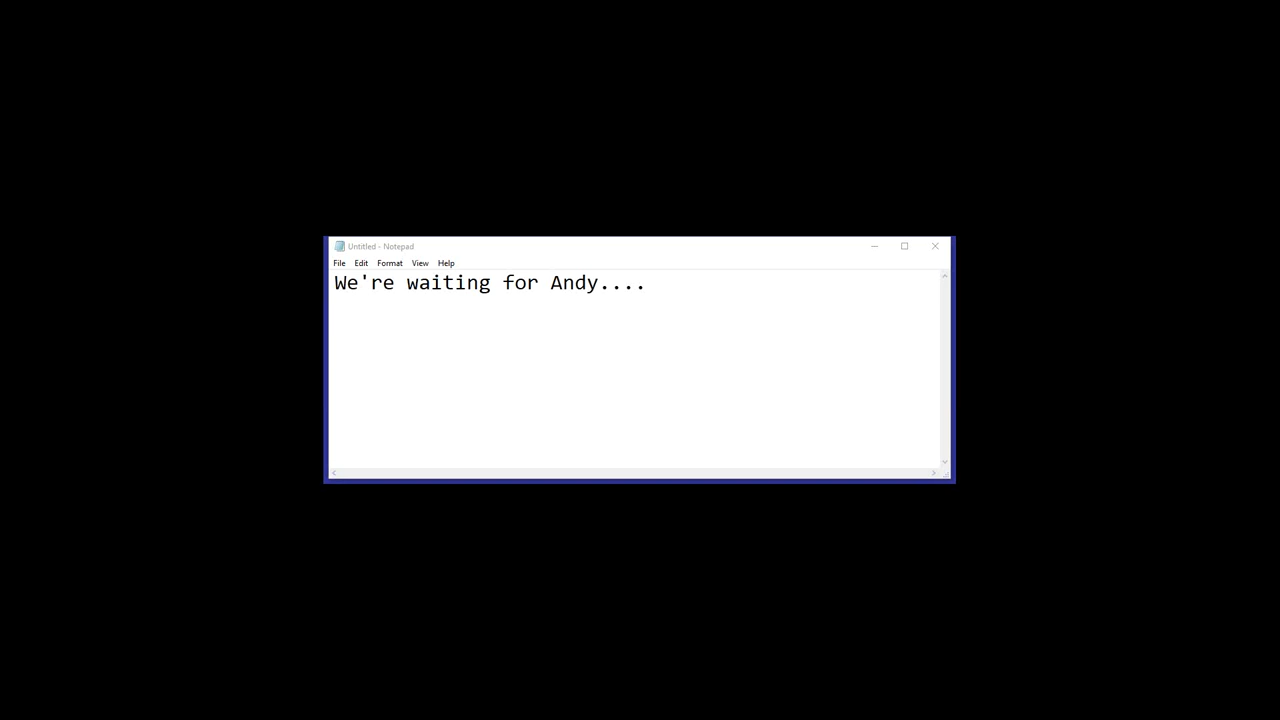 Untitled - Notepad
File Edit Format View Help
We're waiting for Andy....